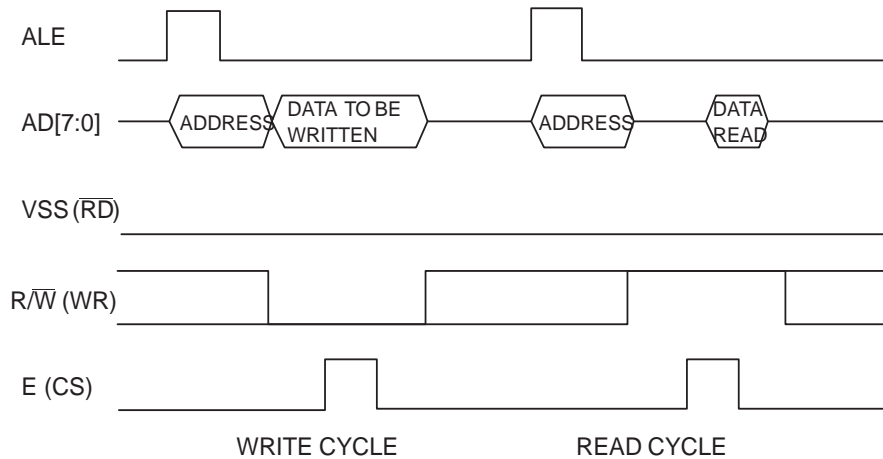 ALE
AD[7:0]
ADDRESS
DATA TO BE
WRITTEN
ADDRESS
DATA
READ
VSS (R̅D̅)
R/W̅ (WR)
E (CS)
WRITE CYCLE
READ CYCLE